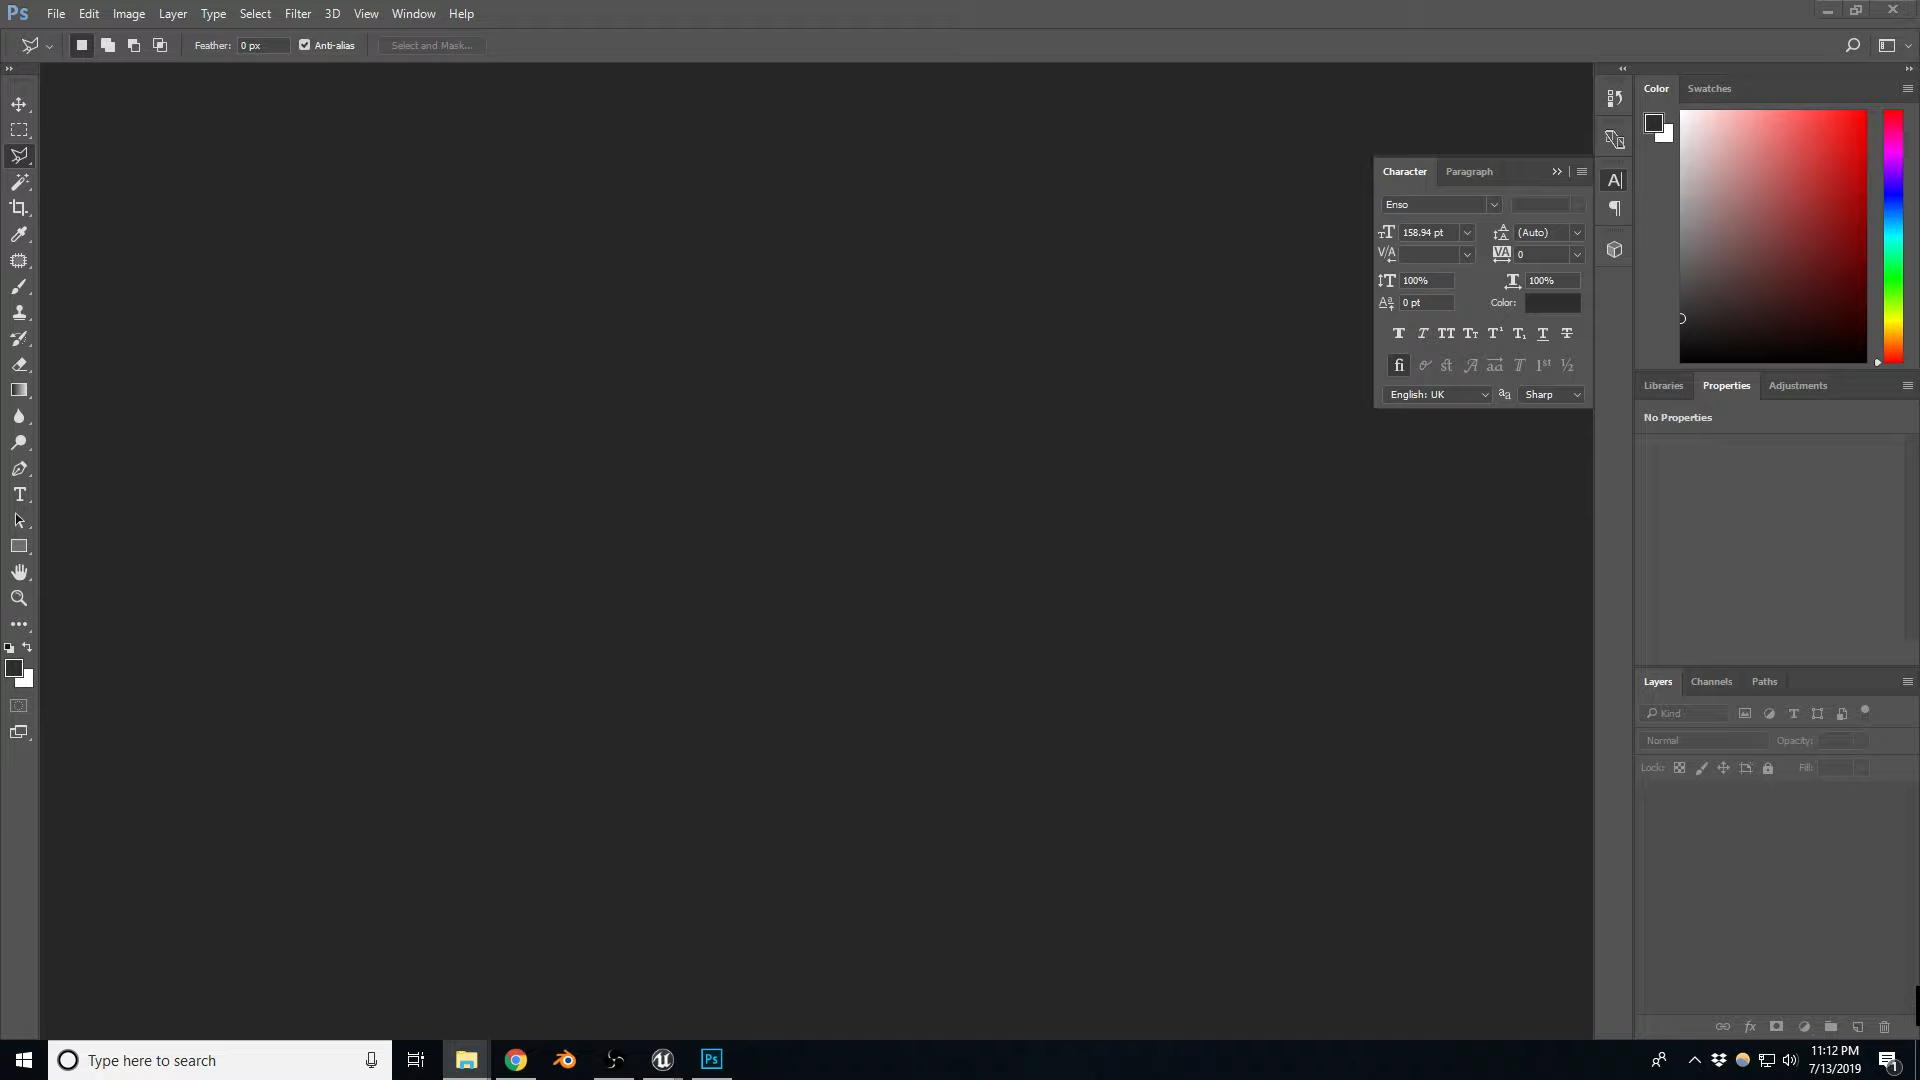 Ps File Edit Image Layer Type Select Filter 3D View Window Help
Feather: 0 px Anti-alias Select and Mask...
Color Swatches
Character Paragraph
Enso
158.94 pt (Auto)
0
100% 100%
0 pt Color:
English: UK Sharp
Libraries Properties Adjustments
No Properties
Layers Channels Paths
Kind
Normal Opacity:
Lock: Fill:
Type here to search
Ps
11:12 PM
7/13/2019
1